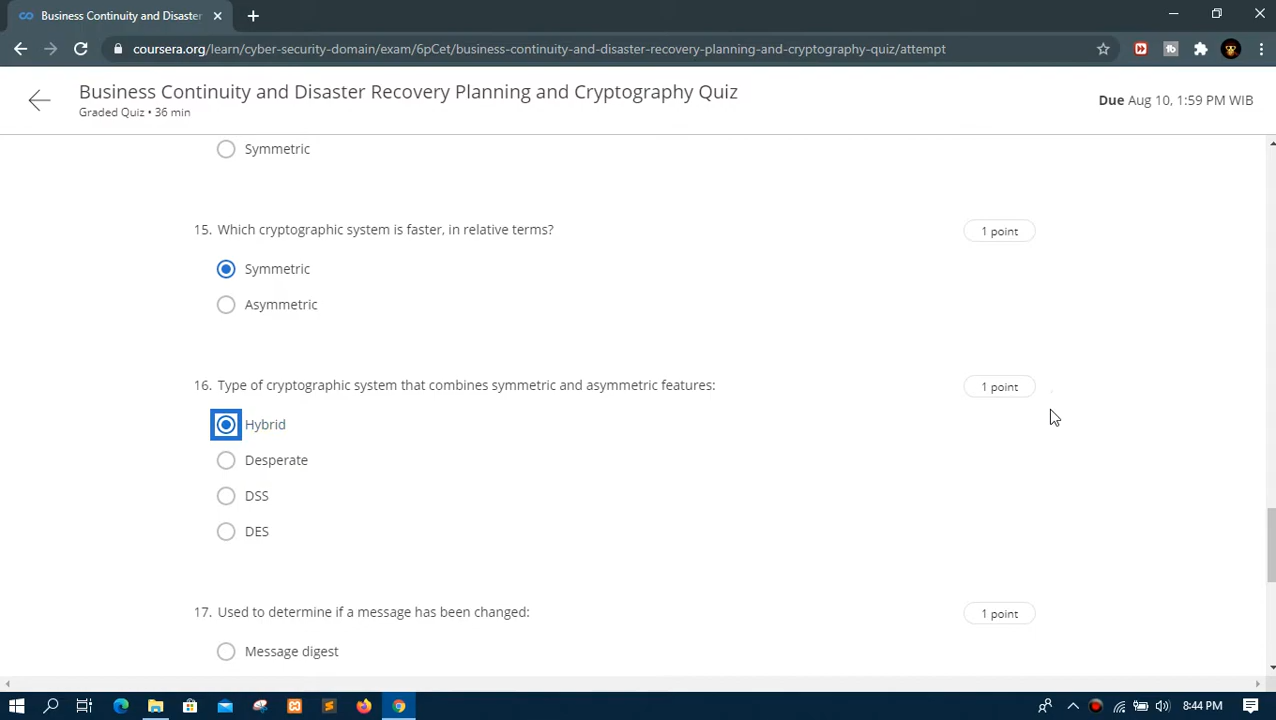 Business Continuity and Disaster
coursera.org/learn/cyber-security-domain/exam/6pCet/business-continuity-and-disaster-recovery-planning-and-cryptography-quiz/attempt
Business Continuity and Disaster Recovery Planning and Cryptography Quiz
Graded Quiz • 36 min
Due Aug 10, 1:59 PM WIB
Symmetric
15. Which cryptographic system is faster, in relative terms?
1 point
Symmetric
Asymmetric
16. Type of cryptographic system that combines symmetric and asymmetric features:
1 point
Hybrid
Desperate
DSS
DES
17. Used to determine if a message has been changed:
1 point
Message digest
8:44 PM